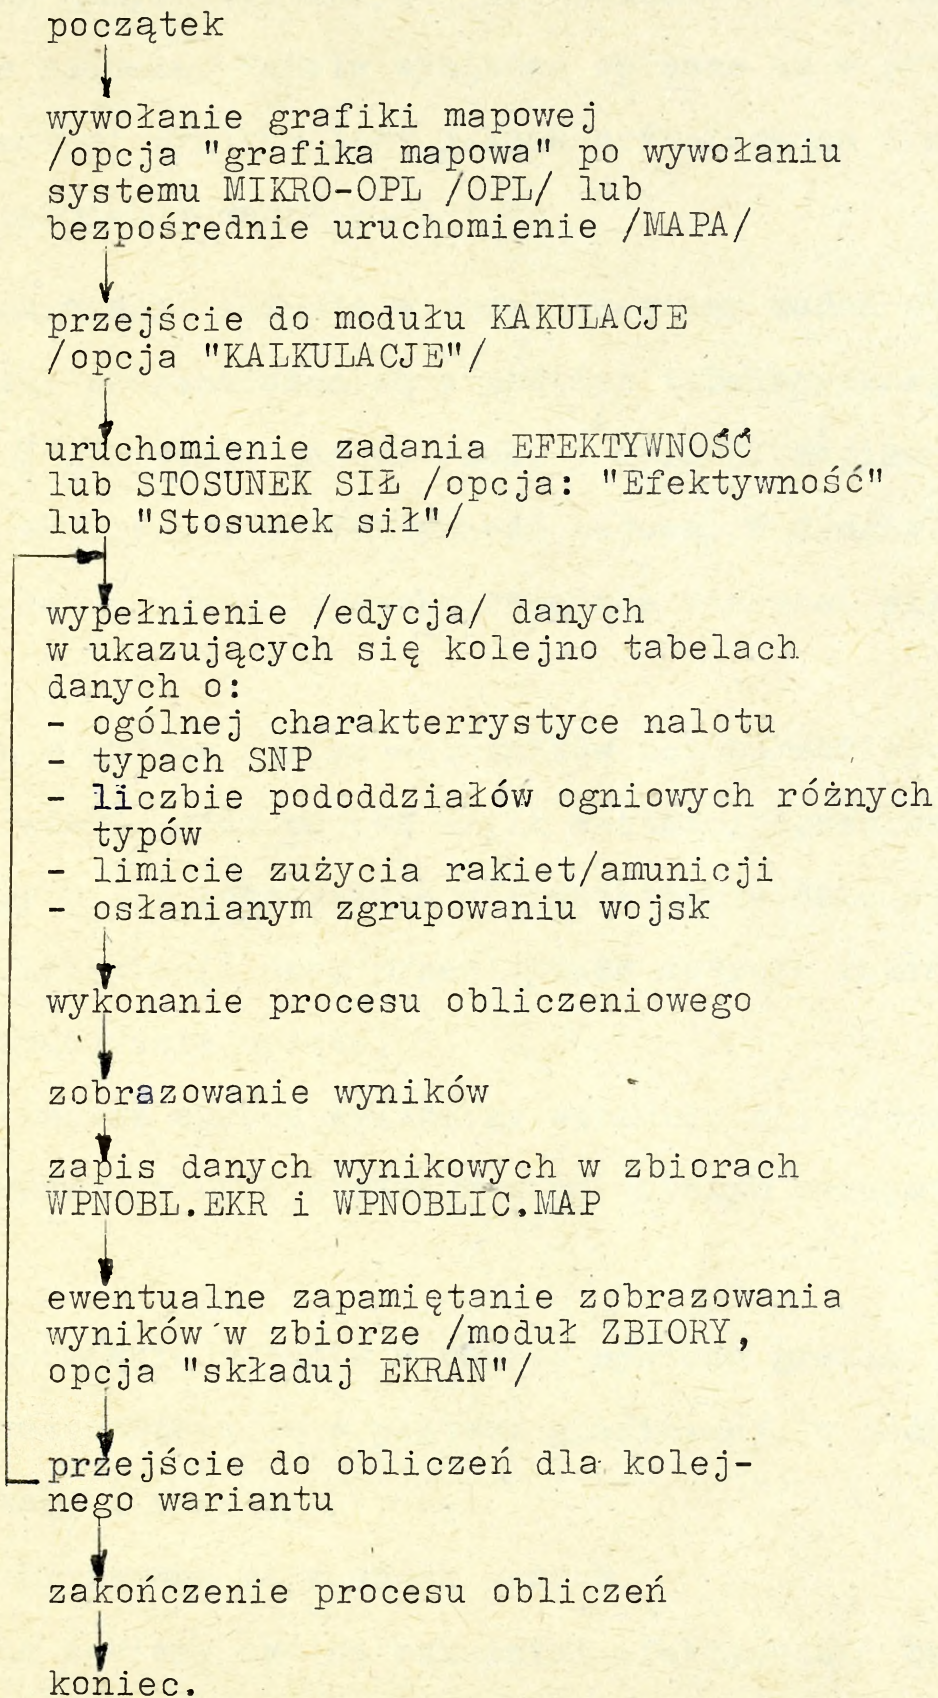 początek
wywołanie grafiki mapowej
/opcja "grafika mapowa" po wywołaniu
systemu MIKRO-OPL /OPL/ lub
bezpośrednie uruchomienie /MAPA/
przejście do modułu KAKULACJE
/opcja "KALKULACJE"/
uruchomienie zadania EFEKTYWNOŚĆ
lub STOSUNEK SIŁ /opcja: "Efektywność"
lub "Stosunek sił"/
wypełnienie /edycja/ danych
w ukazujących się kolejno tabelach
danych o:
- ogólnej charakterrystyce nalotu
- typach SNP
- liczbie pododdziałów ogniowych różnych
typów
- limicie zużycia rakiet/amunicji
- osłanianym zgrupowaniu wojsk
wykonanie procesu obliczeniowego
zobrazowanie wyników
zapis danych wynikowych w zbiorach
WPNOBL.EKR i WPNOBLIC.MAP
ewentualne zapamiętanie zobrazowania
wyników w zbiorze /moduł ZBIORY,
opcja "składuj EKRAN"/
przejście do obliczeń dla kolej-
nego wariantu
zakończenie procesu obliczeń
koniec.